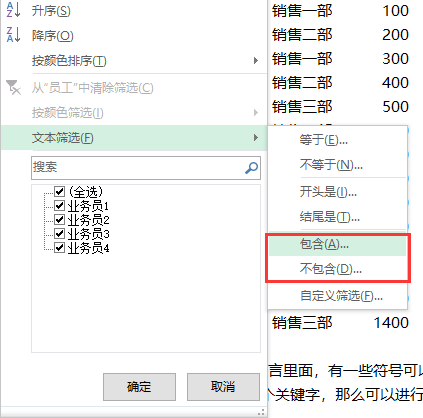 升序(S)
降序(O)
按颜色排序(T)
从“员工”中清除筛选(C)
按颜色筛选(I)
文本筛选(F)
搜索
(全选)
业务员1
业务员2
业务员3
业务员4
确定 取消
销售一部 100
销售二部 200
销售一部 300
销售二部 400
销售三部 500
等于(E)...
不等于(N)...
开头是(I)...
结尾是(T)...
包含(A)...
不包含(D)...
自定义筛选(F)...
销售三部 1400
言里面，有一些符号可
个关键字，那么可以进行